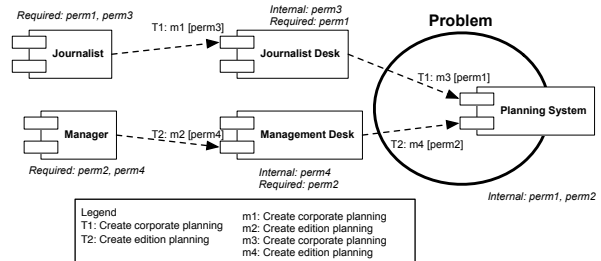 Required: perm1, perm3
Internal: perm3
Required: perm1
Problem
T1: m1 [perm3]
Journalist
Journalist Desk
T1: m3 [perm1]
Planning System
Manager
T2: m2 [perm4]
Management Desk
T2: m4 [perm2]
Required: perm2, perm4
Internal: perm4
Required: perm2
Internal: perm1, perm2
Legend
T1: Create corporate planning
T2: Create edition planning
m1: Create corporate planning
m2: Create edition planning
m3: Create corporate planning
m4: Create edition planning